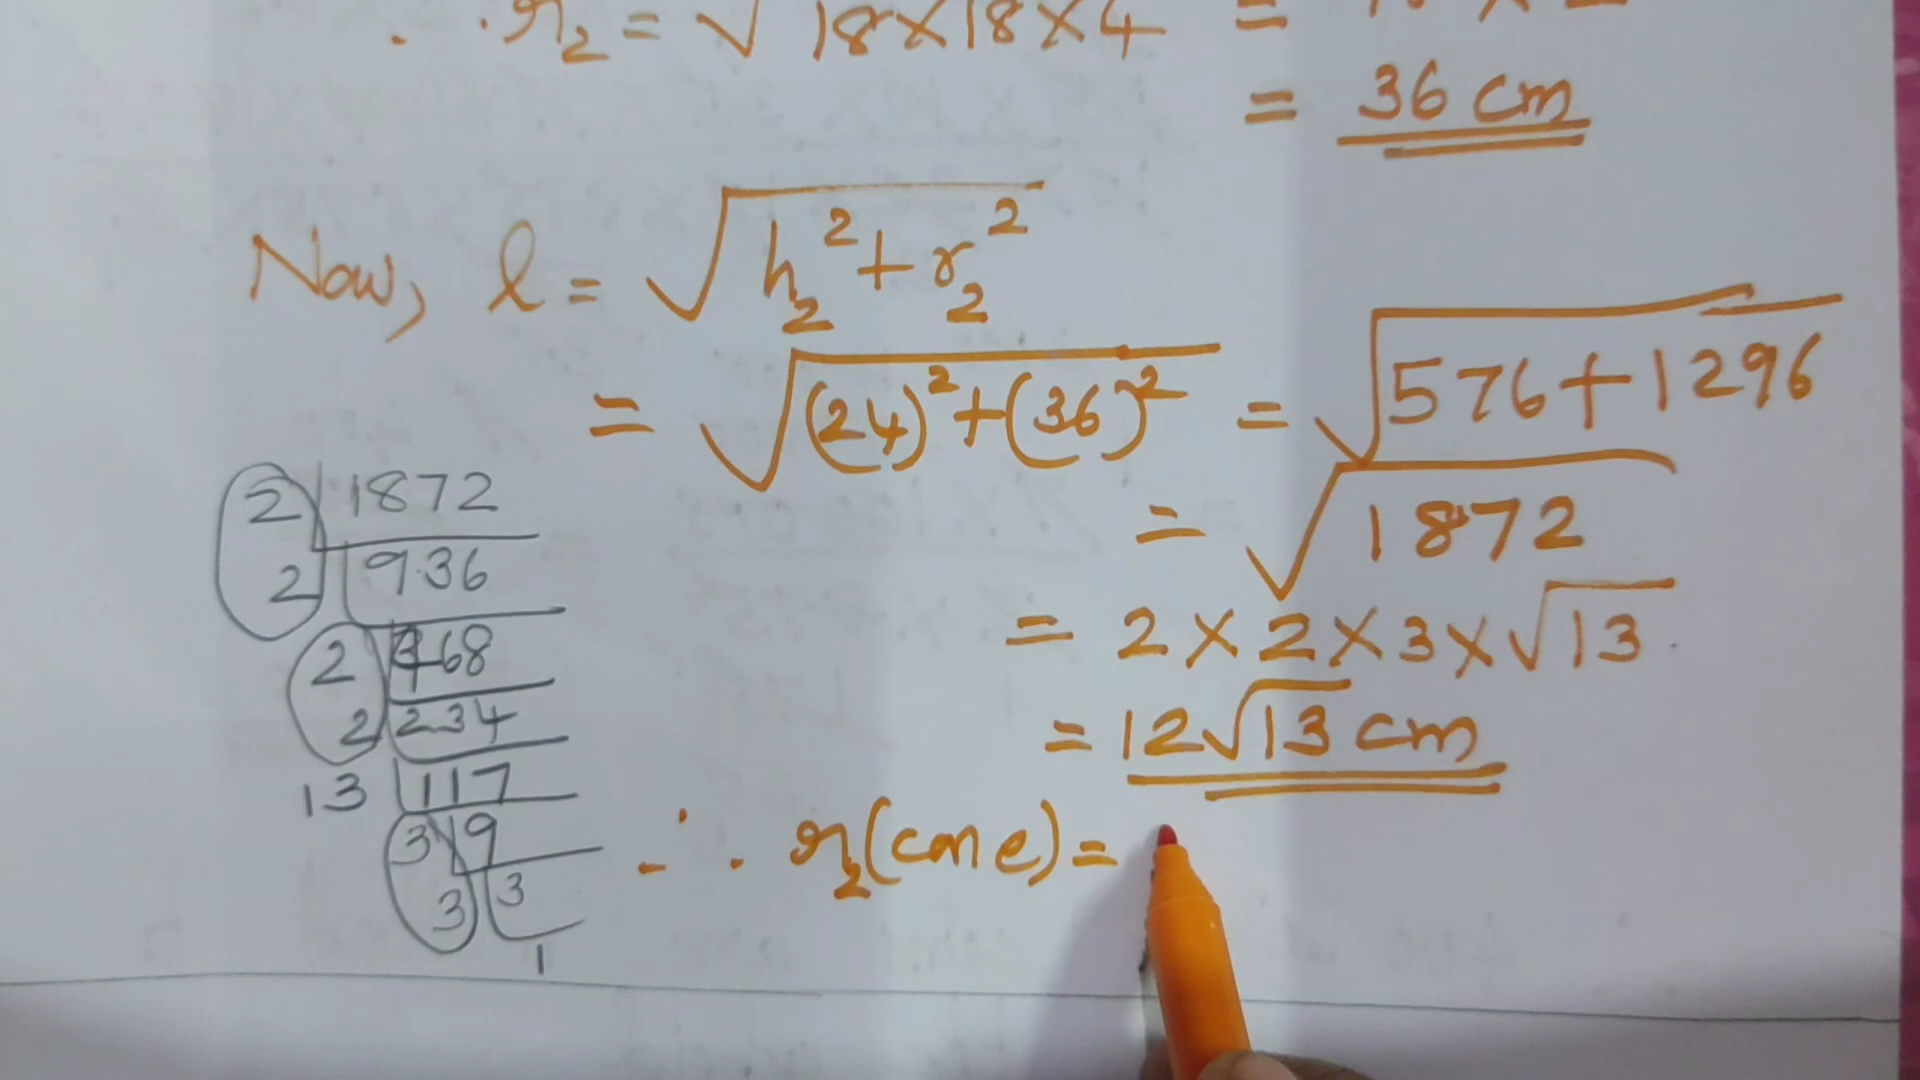 ∴ r₂ = √18×18×4 =
= 36 cm
Now, l = √h₂² + r₂²
= √(24)² + (36)² = √576 + 1296
= √1872
= 2 × 2 × 3 × √13
= 12√13 cm
∴ r₂ (cone) =
2 | 1872
2 | 936
2 | 468
2 | 234
13 | 117
3 | 9
3 | 3
1